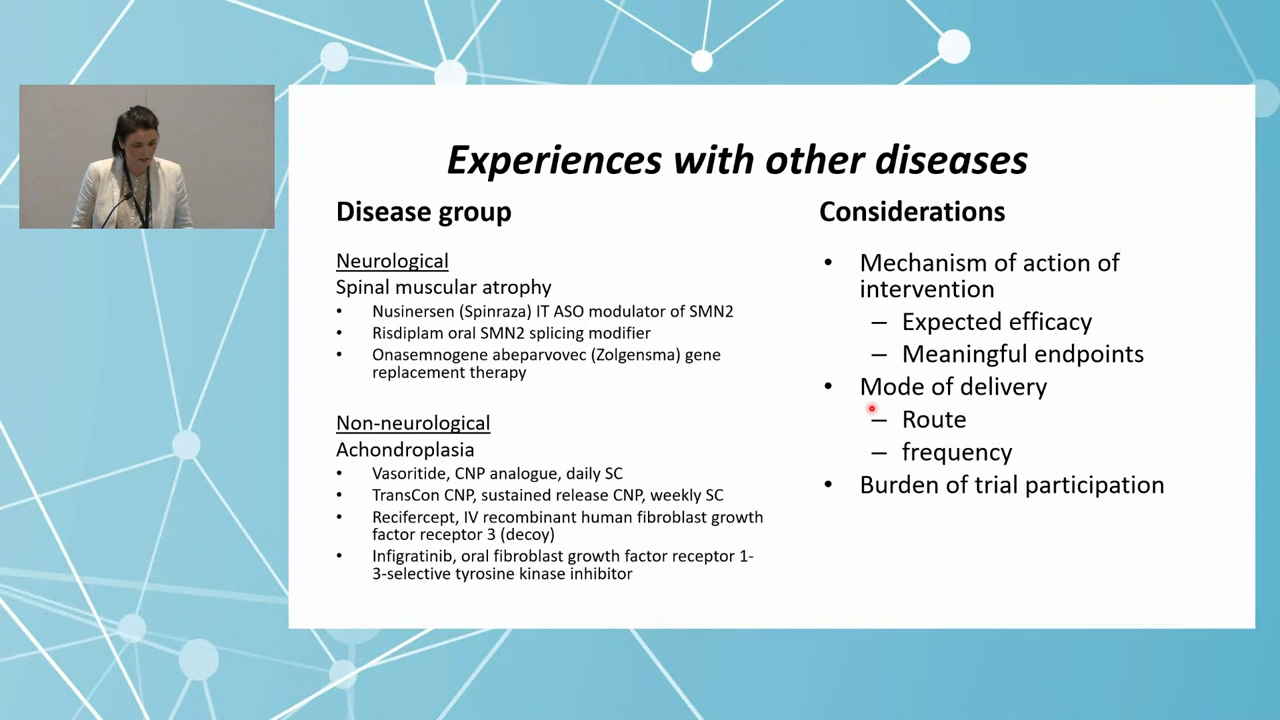 Experiences with other diseases
Disease group
Neurological
Spinal muscular atrophy
• Nusinersen (Spinraza) IT ASO modulator of SMN2
• Risdiplam oral SMN2 splicing modifier
• Onasemnogene abeparvovec (Zolgensma) gene
replacement therapy
Non-neurological
Achondroplasia
• Vasoritide, CNP analogue, daily SC
• TransCon CNP, sustained release CNP, weekly SC
• Recifercept, IV recombinant human fibroblast growth
factor receptor 3 (decoy)
• Infigratinib, oral fibroblast growth factor receptor 1-
3-selective tyrosine kinase inhibitor
Considerations
• Mechanism of action of
intervention
– Expected efficacy
– Meaningful endpoints
• Mode of delivery
– Route
– frequency
• Burden of trial participation